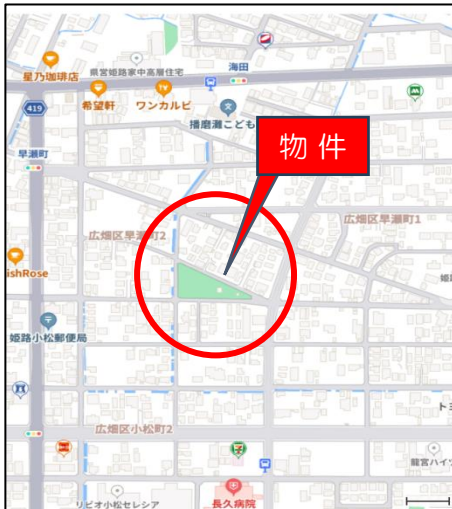 海田
県営姫路家中高層住宅
星乃珈琲店
希望軒
ワンカルビ
419
播磨灘こども
早瀬町
物 件
広畑区早瀬町1
広畑区早瀬町2
ishRose
姫
姫路小松郵便局
ト
広畑区小松町2
龍宮ハイツ
リビオ小松セレシア
長久病院